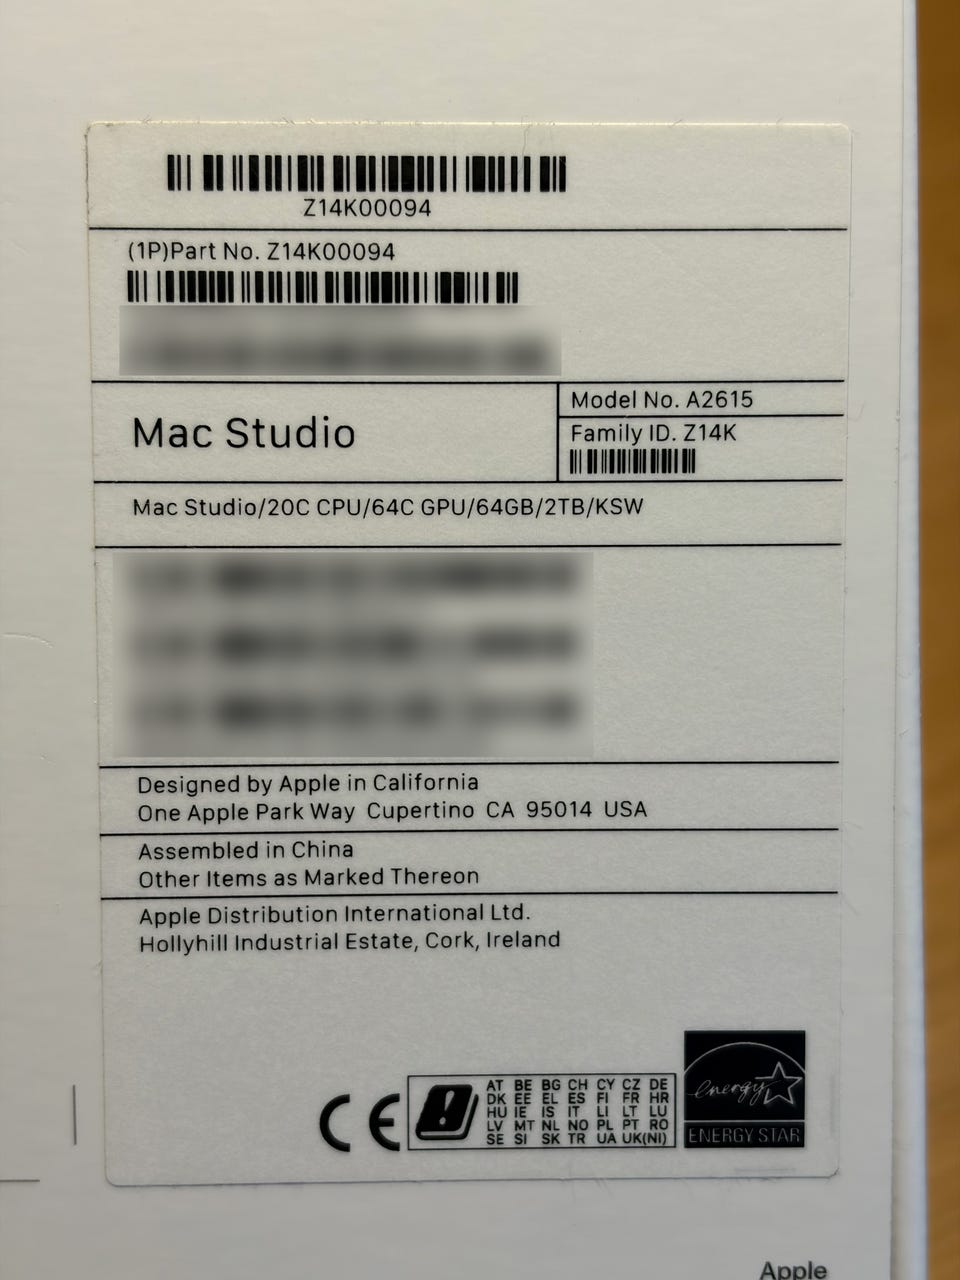 Z14K00094
(1P)Part No. Z14K00094
Mac Studio
Model No. A2615
Family ID. Z14K
Mac Studio/20C CPU/64C GPU/64GB/2TB/KSW
Designed by Apple in California
One Apple Park Way Cupertino CA 95014 USA
Assembled in China
Other Items as Marked Thereon
Apple Distribution International Ltd.
Hollyhill Industrial Estate, Cork, Ireland
CE
AT BE BG CH CY CZ DE
DK EE EL ES FI FR HR
HU IE IS IT LI LT LU
LV MT NL NO PL PT RO
SE SI SK TR UA UK(NI)
energy
ENERGY STAR
Apple